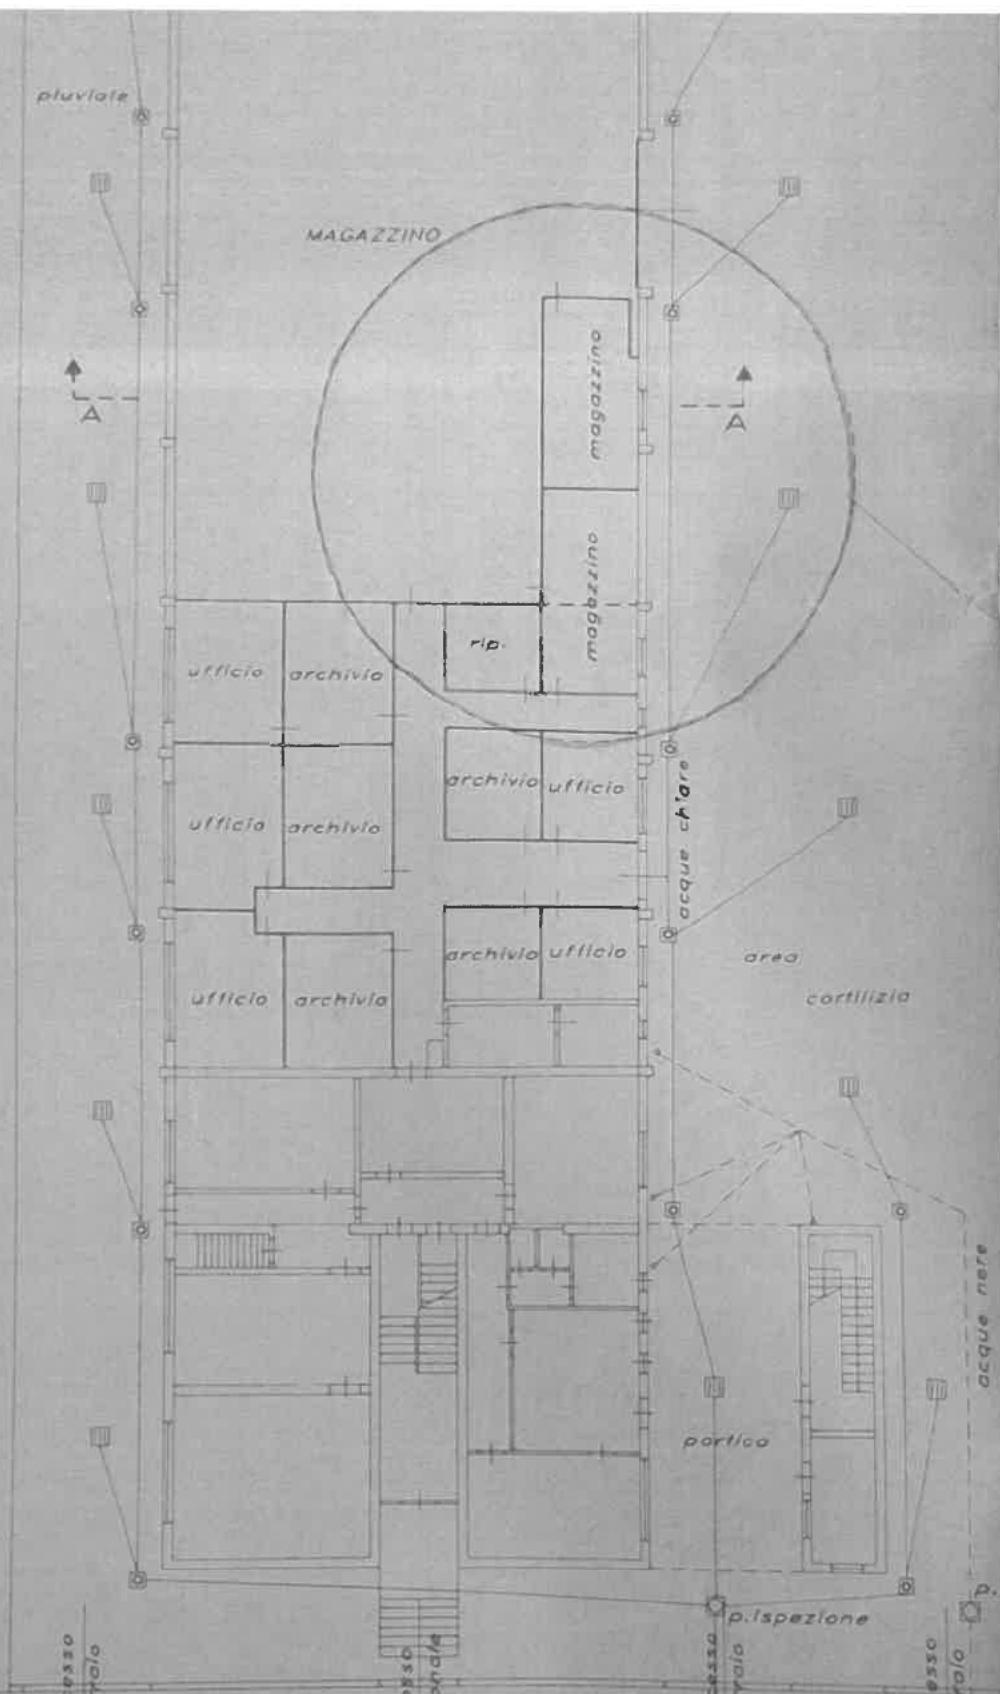 pluviale
MAGAZZINO
magazzino
A
A
magazzino
rip.
ufficio
archivio
archivio
ufficio
acque chiare
ufficio
archivio
archivio
ufficio
area
cortilizia
ufficio
archivio
acque nere
portico
p.
p.ispezione